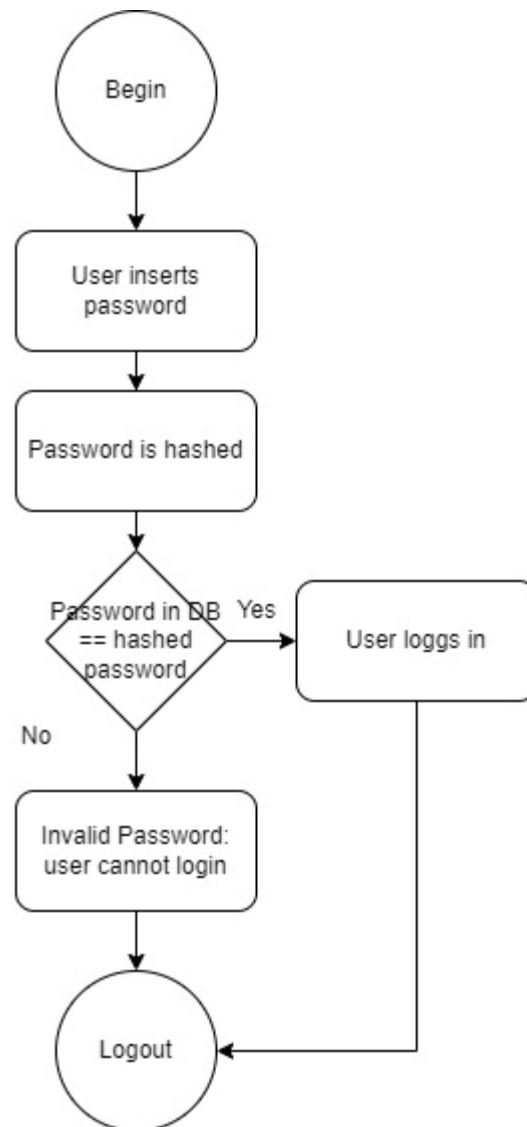 Begin
User inserts
password
Password is hashed
Password in DB
== hashed
password
Yes
User loggs in
No
Invalid Password:
user cannot login
Logout